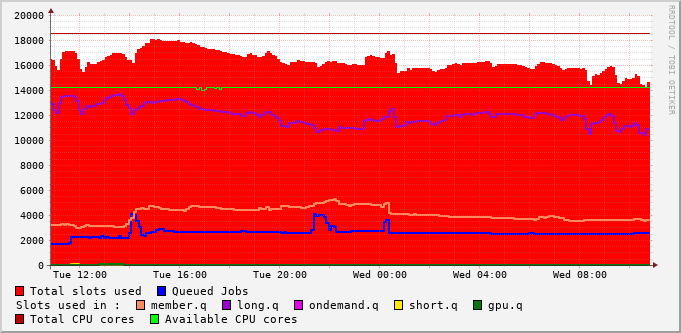 20000
18000
16000
14000
12000
10000
8000
6000
4000
2000
0
Tue 12:00 Tue 16:00 Tue 20:00 Wed 00:00 Wed 04:00 Wed 08:00
RRDTOOL / TOBI OETIKER
Total slots used Queued Jobs
Slots used in : member.q long.q ondemand.q short.q gpu.q
Total CPU cores Available CPU cores